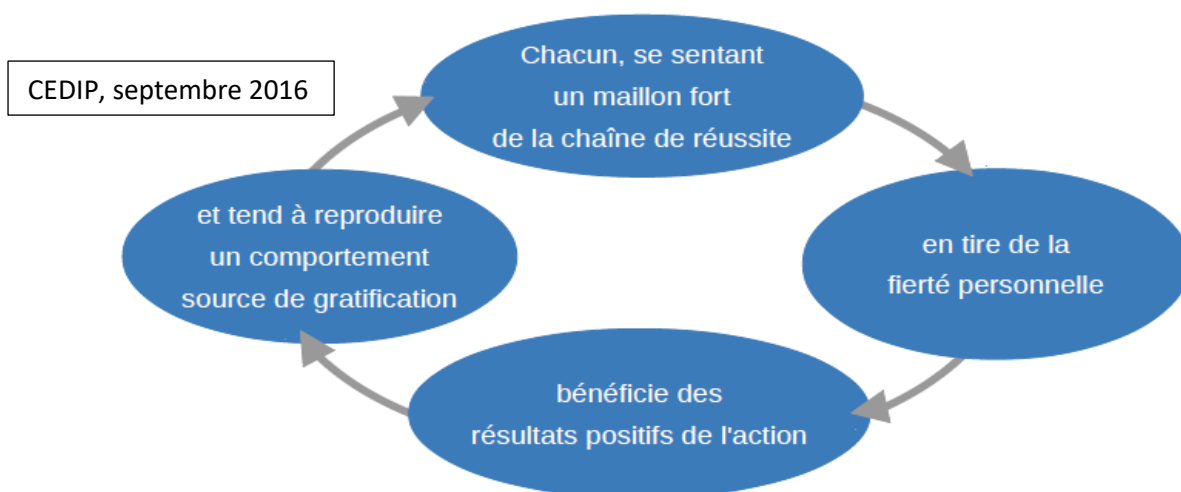 CEDIP, septembre 2016
Chacun, se sentant
un maillon fort
de la chaîne de réussite
en tire de la
fierté personnelle
bénéficie des
résultats positifs de l'action
et tend à reproduire
un comportement
source de gratification